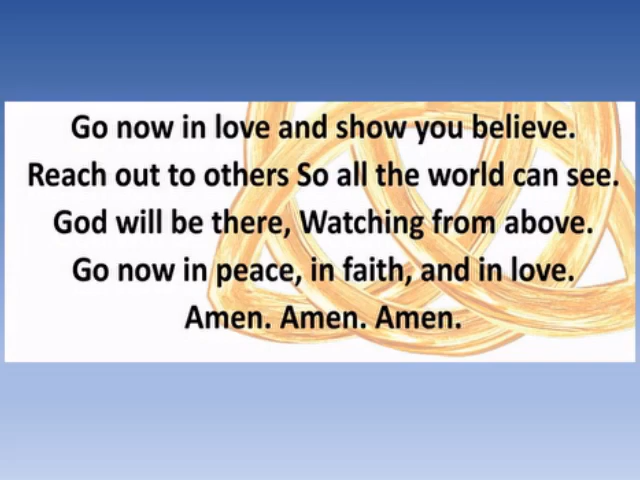 Go now in love and show you believe.
Reach out to others So all the world can see.
God will be there, Watching from above.
Go now in peace, in faith, and in love.
Amen. Amen. Amen.